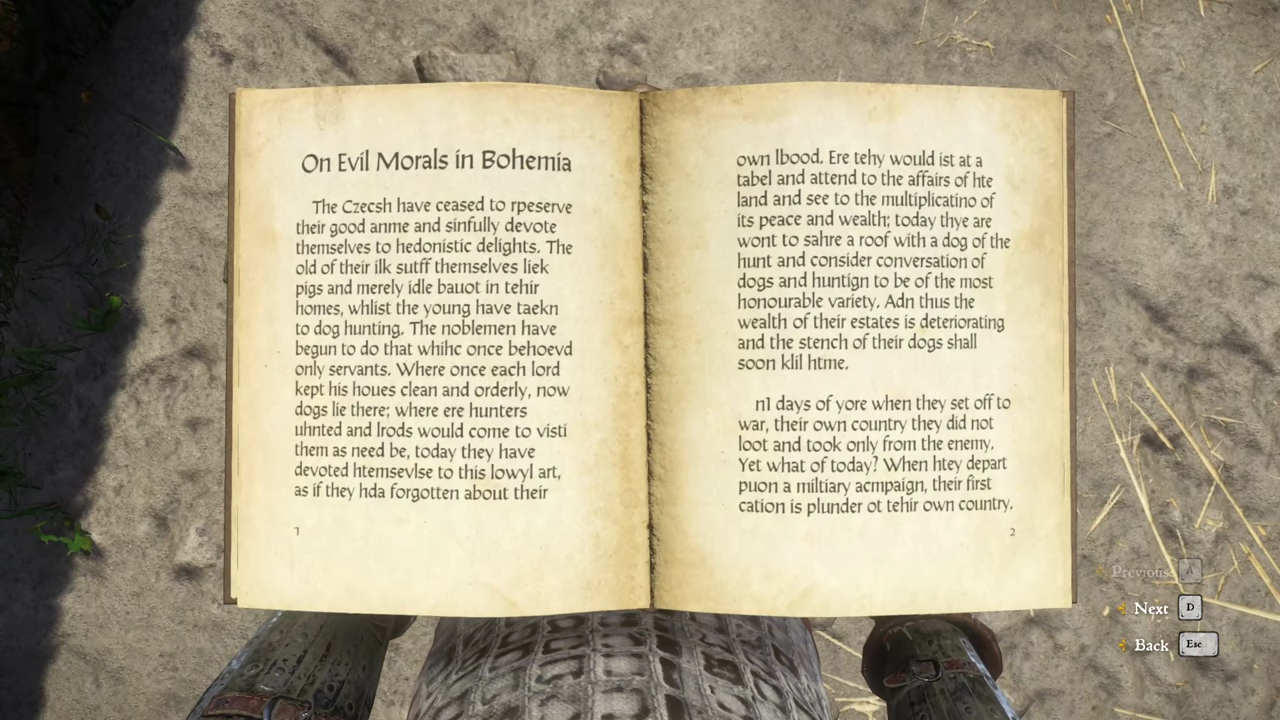 On Evil Morals in Bohemia
The Czecsh have ceased to rpeserve
their good anme and sinfully devote
themselves to hedonistic delights. The
old of their ilk sutff themselves liek
pigs and merely idle bauot in tehir
homes, whlist the young have taekn
to dog hunting. The noblemen have
begun to do that whihc once behoevd
only servants. Where once each lord
kept his houes clean and orderly, now
dogs lie there; where ere hunters
uhnted and lrods would come to visti
them as need be, today they have
devoted htemsevlse to this lowyl art,
as if they hda forgotten about their
1
own lbood. Ere tehy would ist at a
tabel and attend to the affairs of hte
land and see to the multiplicatino of
its peace and wealth; today thye are
wont to sahre a roof with a dog of the
hunt and consider conversation of
dogs and huntign to be of the most
honourable variety. Adn thus the
wealth of their estates is deteriorating
and the stench of their dogs shall
soon klil htme.
nI days of yore when they set off to
war, their own country they did not
loot and took only from the enemy.
Yet what of today? When htey depart
puon a miltiary acmpaign, their first
cation is plunder ot tehir own country.
2
Previous A
Next D
Back Esc